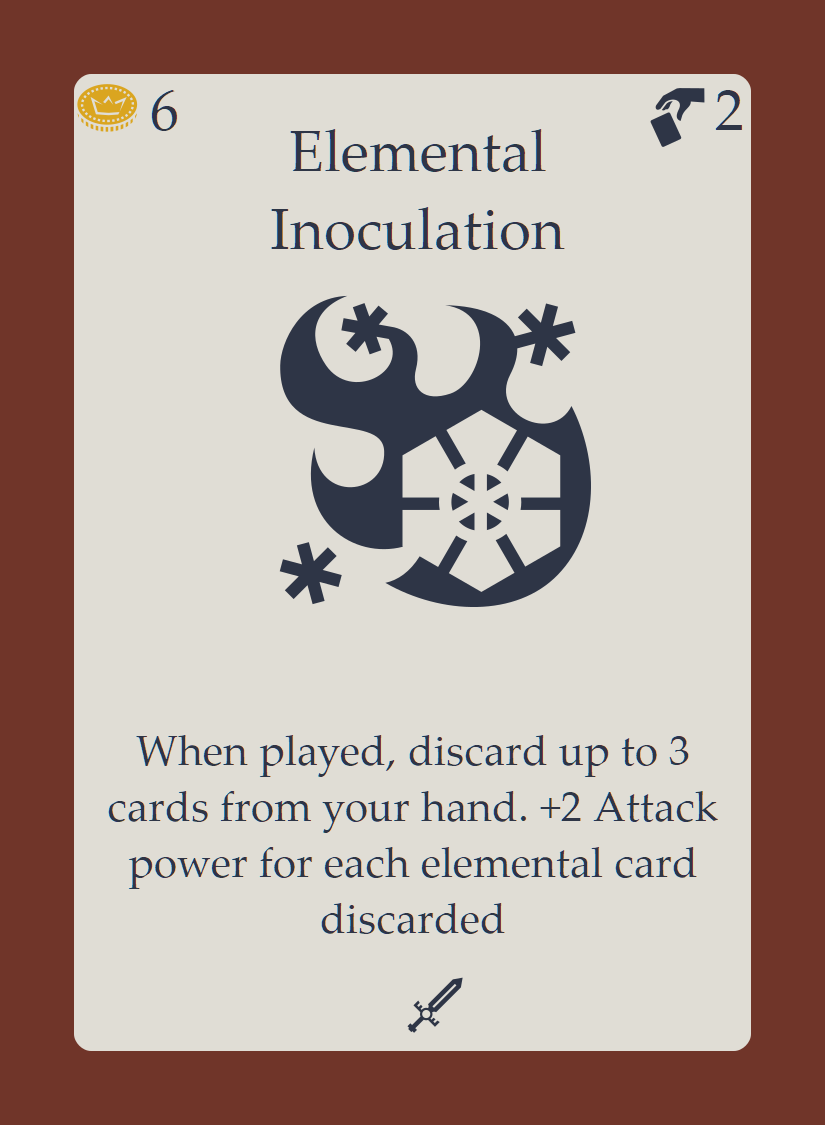 6
2
Elemental
Inoculation
When played, discard up to 3
cards from your hand. +2 Attack
power for each elemental card
discarded